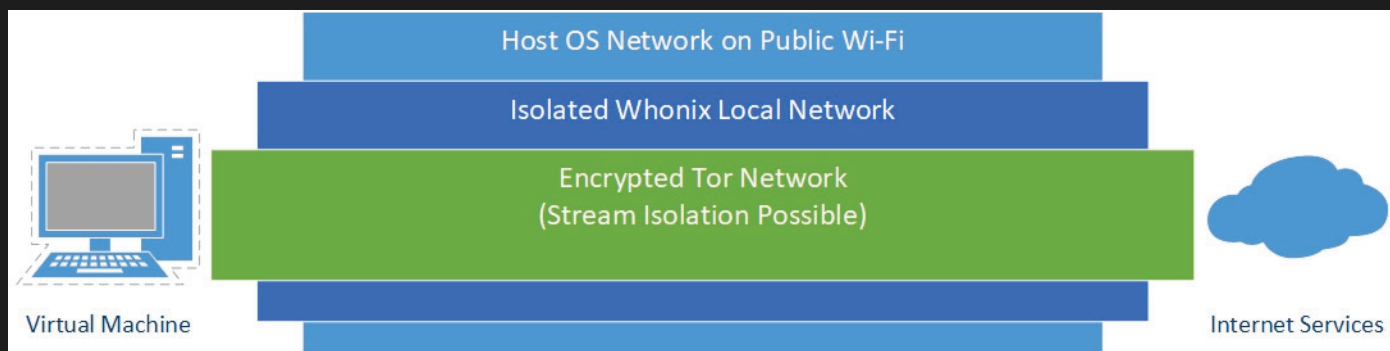 Host OS Network on Public Wi-Fi
Isolated Whonix Local Network
Encrypted Tor Network
(Stream Isolation Possible)
Virtual Machine
Internet Services